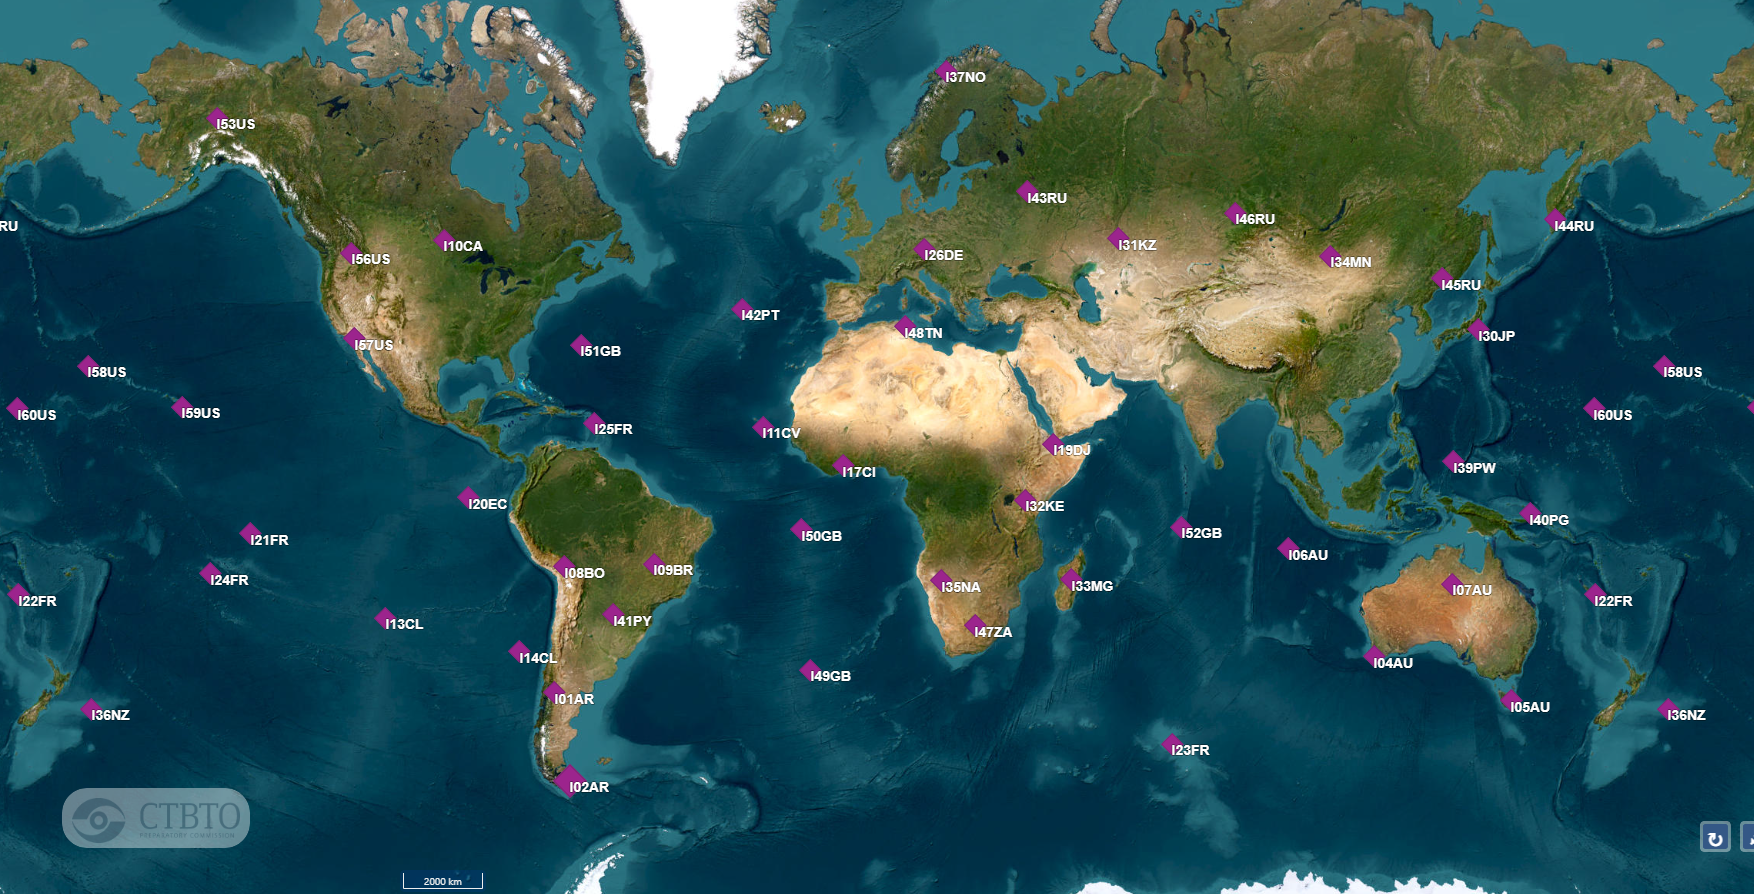 I37NO
I53US
I43RU
I46RU
RU
I44RU
I10CA
I31KZ
I56US
I26DE
I34MN
I45RU
I42PT
I48TN
I30JP
I57US
I51GB
I58US
I58US
I60US
I59US
I60US
I25FR
I11CV
I19DJ
I17CI
I39PW
I20EC
I32KE
I40PG
I21FR
I50GB
I52GB
I06AU
I08BO
I09BR
I24FR
I35NA
I33MG
I07AU
I22FR
I22FR
I13CL
I41PY
I47ZA
I14CL
I04AU
I49GB
I01AR
I05AU
I36NZ
I36NZ
I23FR
I02AR
CTBTO
PREPARATORY COMMISSION
2000 km